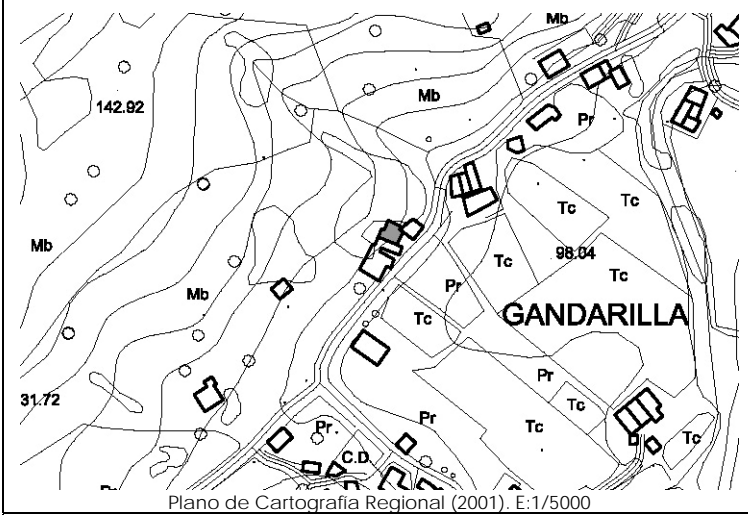 Mb
Mb
142.92
Pr
Tc
Tc
Mb
98.04
Tc
Tc
Mb
Pr
Tc
GANDARILLA
Pr
31.72
Tc
Pr
Pr
Tc
Tc
C.D.
Plano de Cartografía Regional (2001). E:1/5000